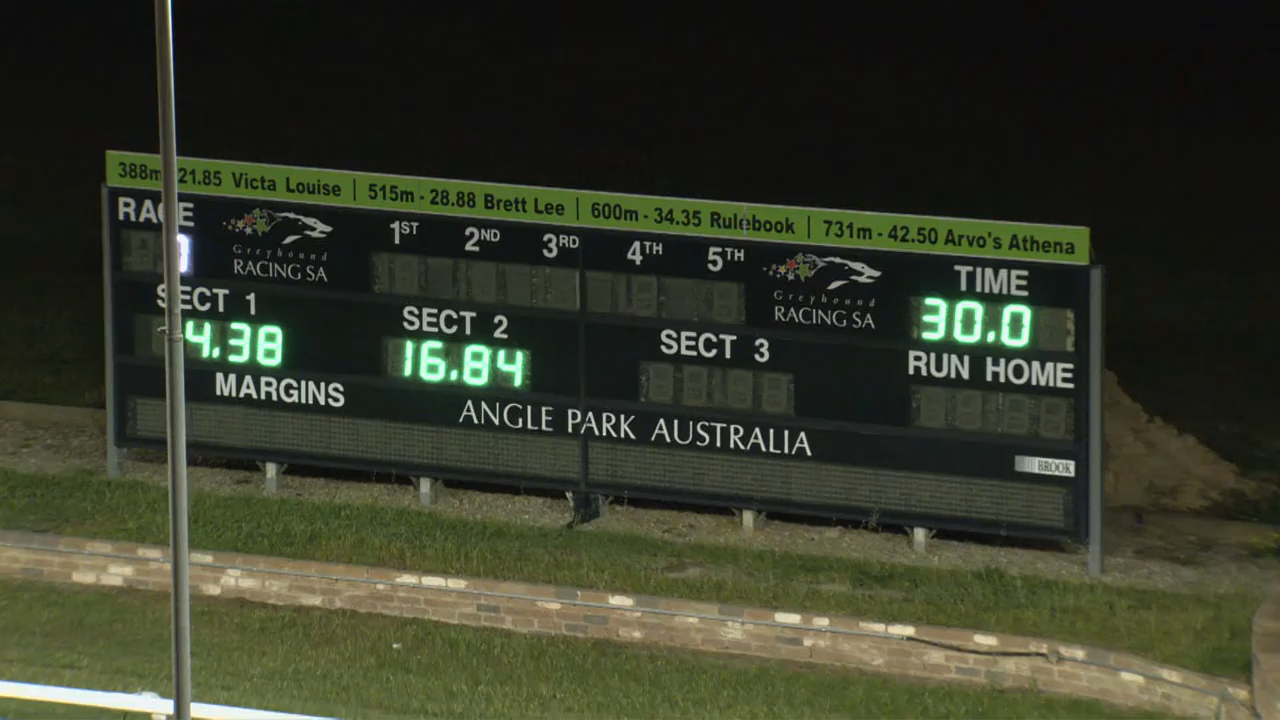 388m 21.85 Victa Louise | 515m - 28.88 Brett Lee | 600m - 34.35 Rulebook | 731m - 42.50 Arvo's Athena
RACE
Greyhound
RACING SA
1ST 2ND 3RD 4TH 5TH
Greyhound
RACING SA
TIME
30.0
SECT 1
4.38
SECT 2
16.84
SECT 3
RUN HOME
MARGINS
ANGLE PARK AUSTRALIA
BROOK